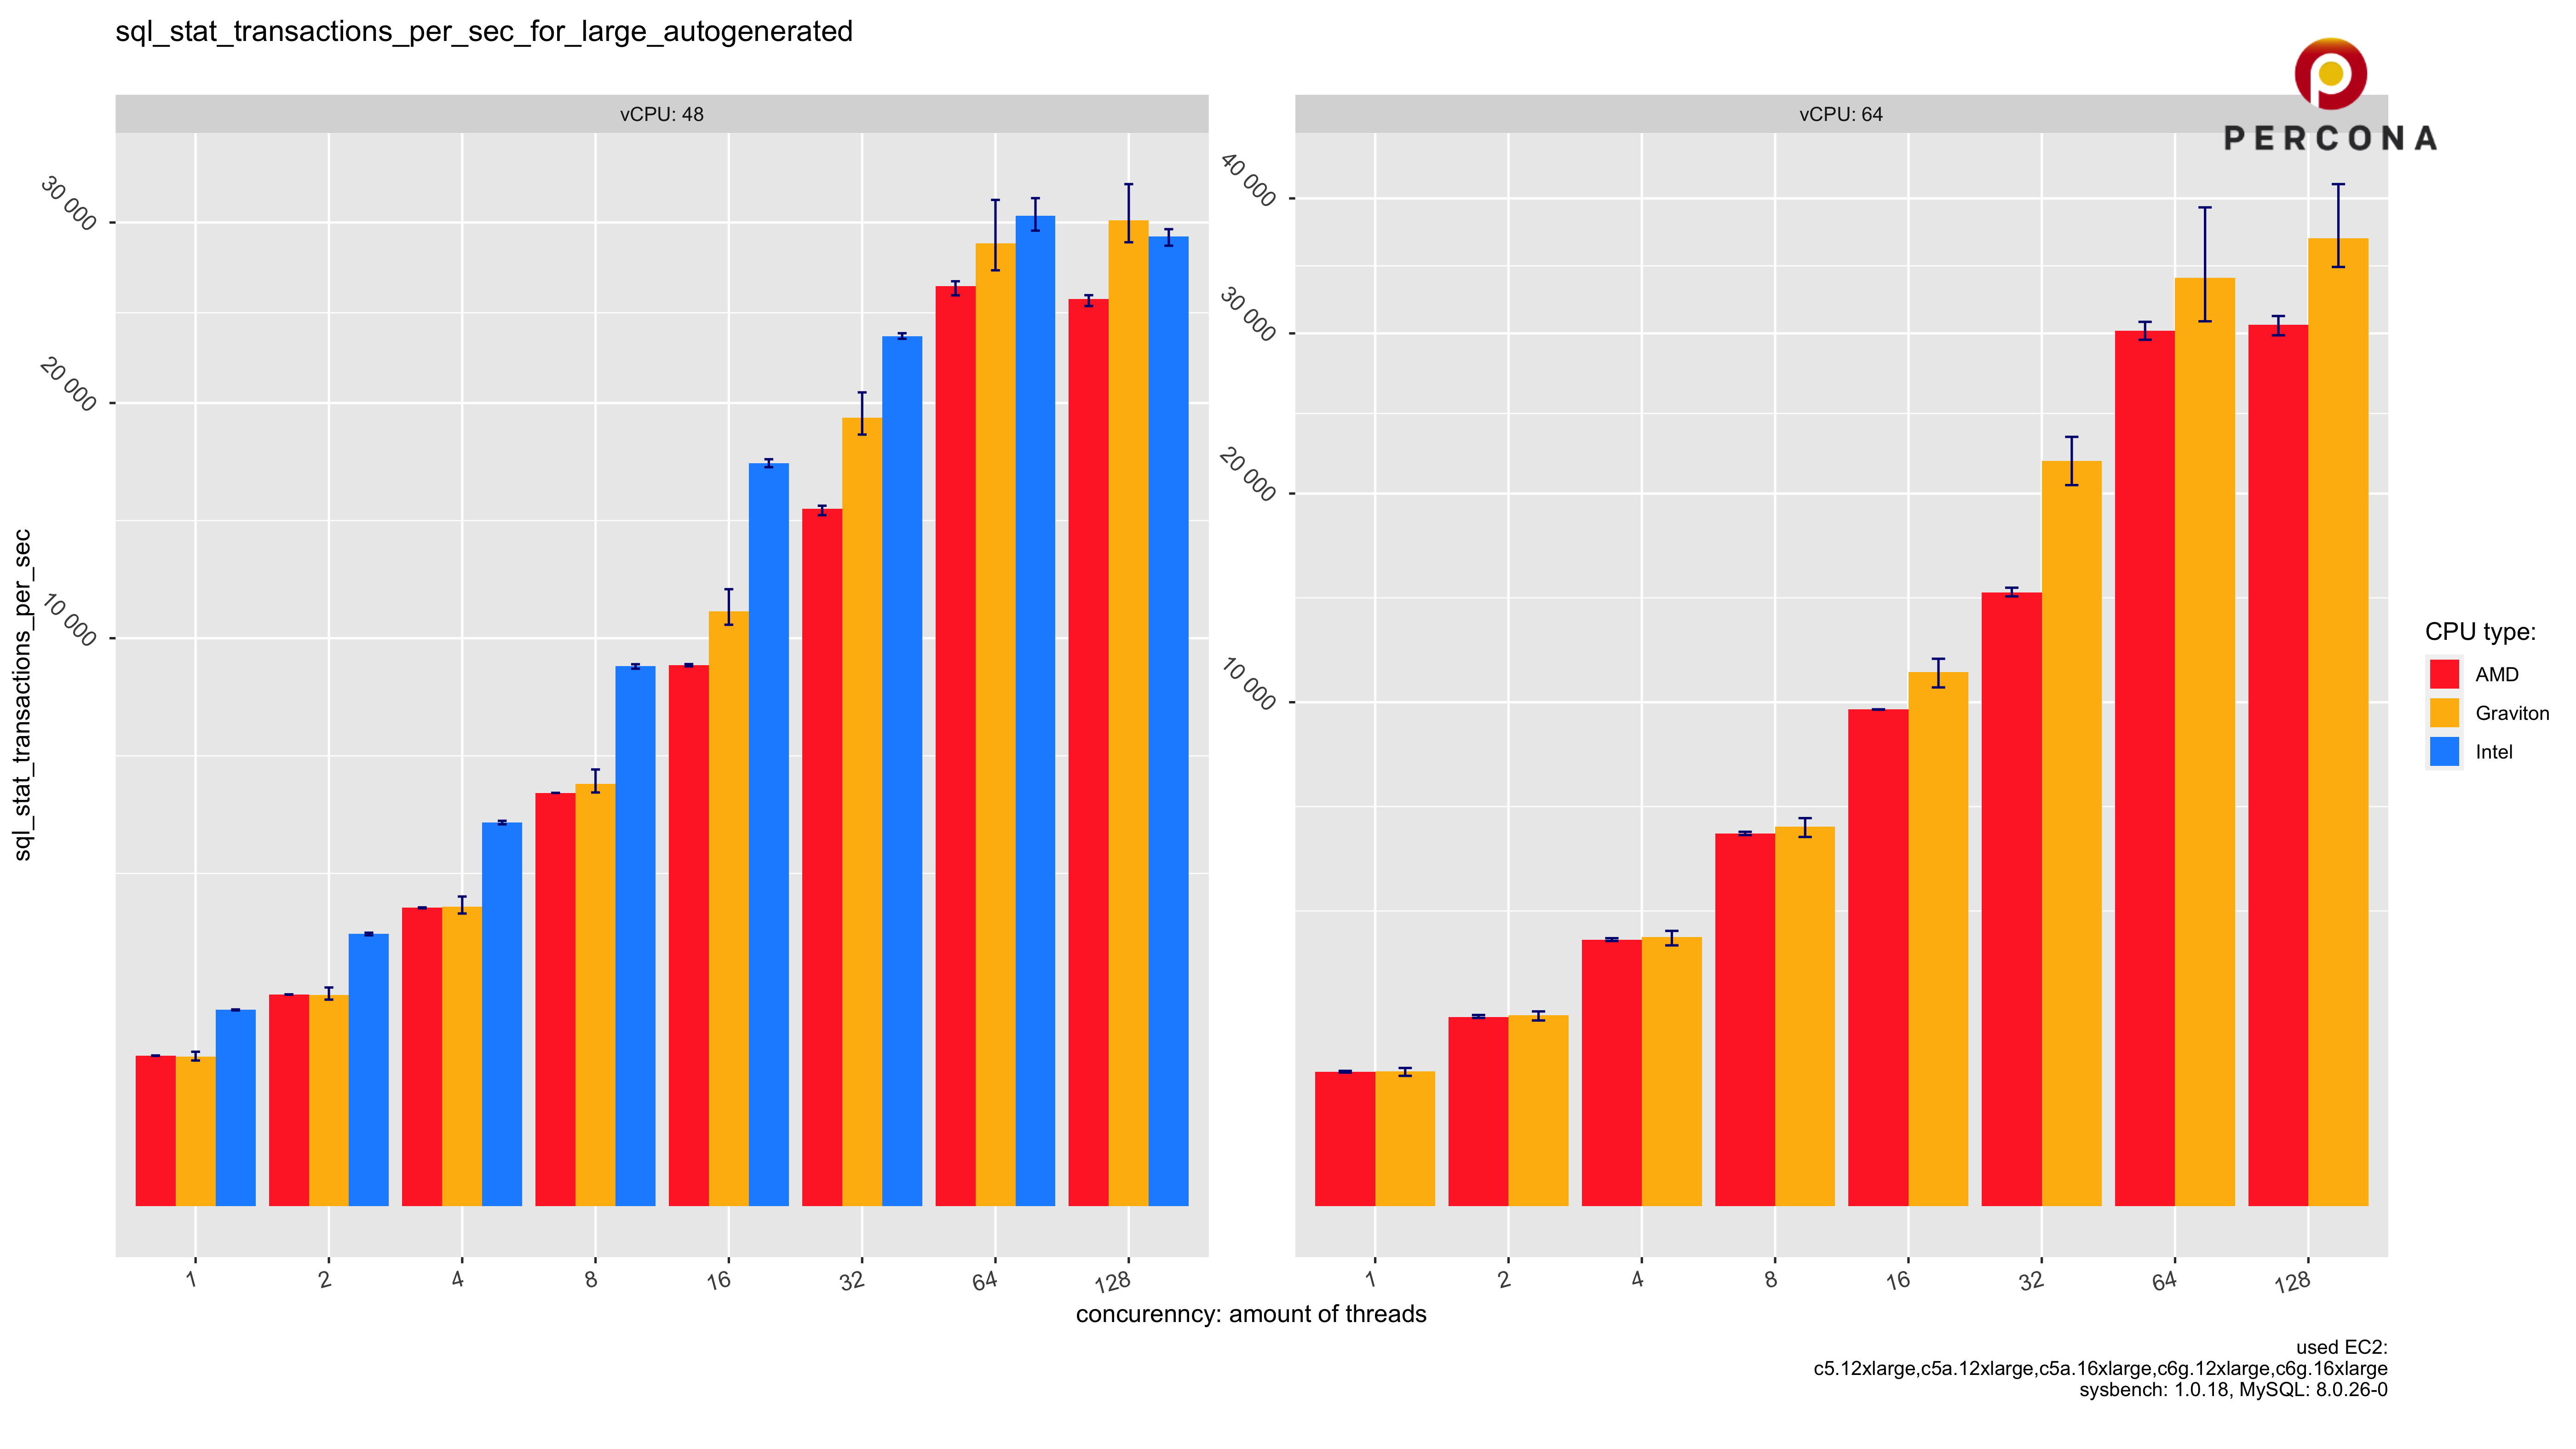 sql_stat_transactions_per_sec_for_large_autogenerated
PERCONA
vCPU: 48
vCPU: 64
sql_stat_transactions_per_sec
30 000
20 000
10 000
40 000
30 000
20 000
10 000
1 2 4 8 16 32 64 128
1 2 4 8 16 32 64 128
concurenncy: amount of threads
CPU type:
AMD
Graviton
Intel
used EC2:
c5.12xlarge,c5a.12xlarge,c5a.16xlarge,c6g.12xlarge,c6g.16xlarge
sysbench: 1.0.18, MySQL: 8.0.26-0